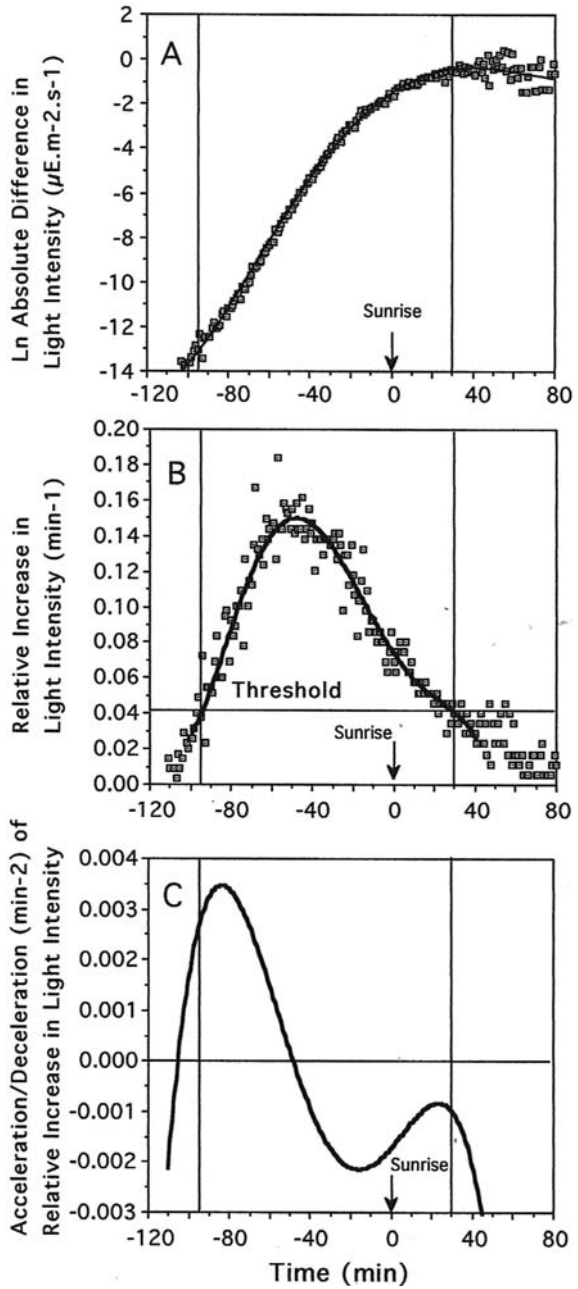 A
Ln Absolute Difference in
Light Intensity (µE.m-2.s-1)
2
0
-2
-4
-6
-8
-10
-12
-14
Sunrise
-120 -80 -40 0 40 80
B
Relative Increase in
Light Intensity (min-1)
0.20
0.18
0.16
0.14
0.12
0.10
0.08
0.06
0.04
0.02
0.00
Threshold
Sunrise
-120 -80 -40 0 40 80
C
Acceleration/Deceleration (min-2) of
Relative Increase in Light Intensity
0.004
0.003
0.002
0.001
0.000
-0.001
-0.002
-0.003
Sunrise
-120 -80 -40 0 40 80
Time (min)